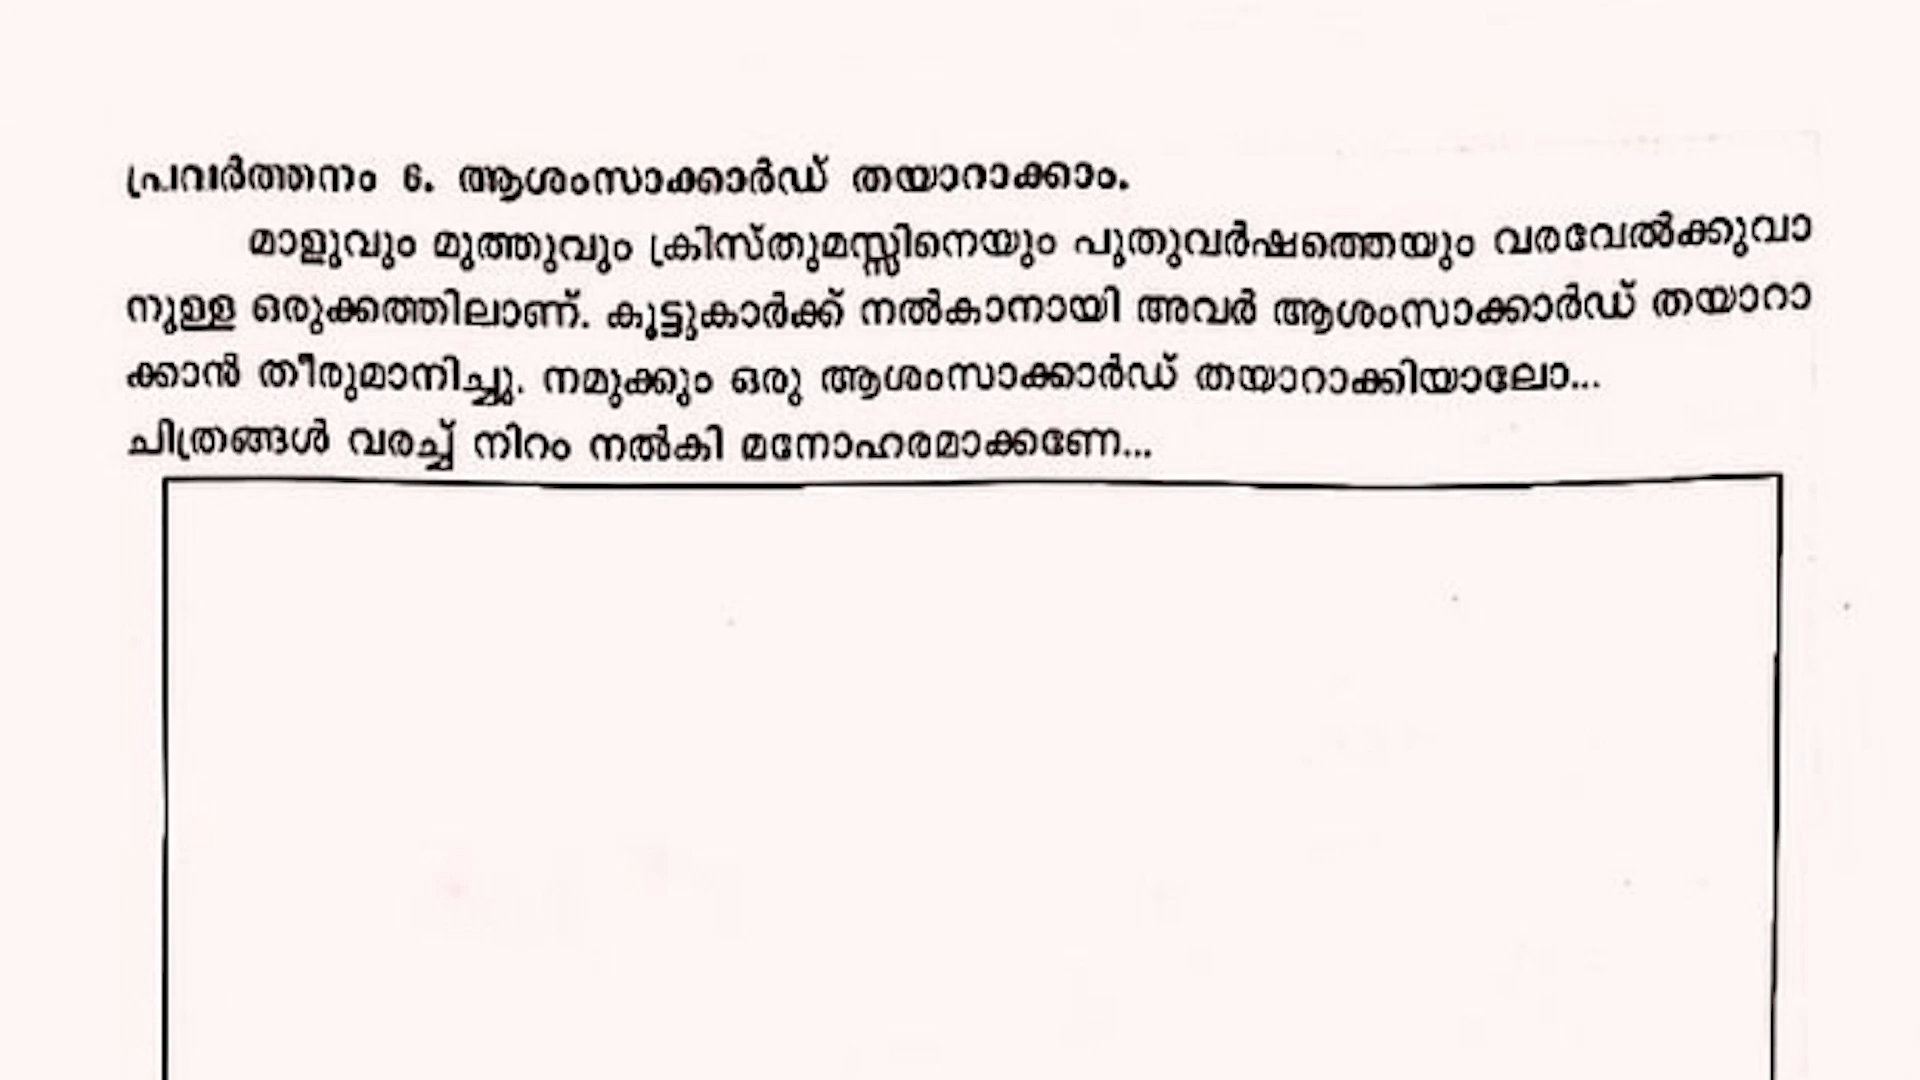 പ്രവർത്തനം 6. ആശംസാക്കാർഡ് തയാറാക്കാം.
മാളുവും മുത്തുവും ക്രിസ്തുമസ്സിനെയും പുതുവർഷത്തെയും വരവേൽക്കുവാ
നുള്ള ഒരുക്കത്തിലാണ്. കൂട്ടുകാർക്ക് നൽകാനായി അവർ ആശംസാക്കാർഡ് തയാറാ
ക്കാൻ തീരുമാനിച്ചു. നമുക്കും ഒരു ആശംസാക്കാർഡ് തയാറാക്കിയാലോ...
ചിത്രങ്ങൾ വരച്ച് നിറം നൽകി മനോഹരമാക്കണേ...